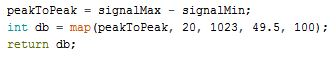 peakToPeak = signalMax - signalMin;
int db = map(peakToPeak, 20, 1023, 49.5, 100);
return db;